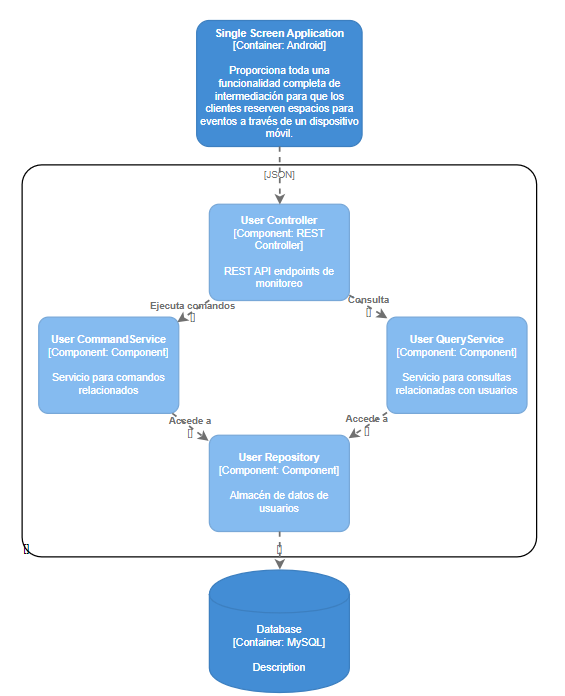 Single Screen Application
[Container: Android]
Proporciona toda una
funcionalidad completa de
intermediación para que los
clientes reserven espacios para
eventos a través de un dispositivo
móvil.
[JSON]
User Controller
[Component: REST
Controller]
REST API endpoints de
monitoreo
Ejecuta comandos
[]
Consulta
[]
User CommandService
[Component: Component]
Servicio para comandos
relacionados
User QueryService
[Component: Component]
Servicio para consultas
relacionadas con usuarios
Accede a
[]
Accede a
[]
User Repository
[Component: Component]
Almacén de datos de
usuarios
[]
[]
Database
[Container: MySQL]
Description